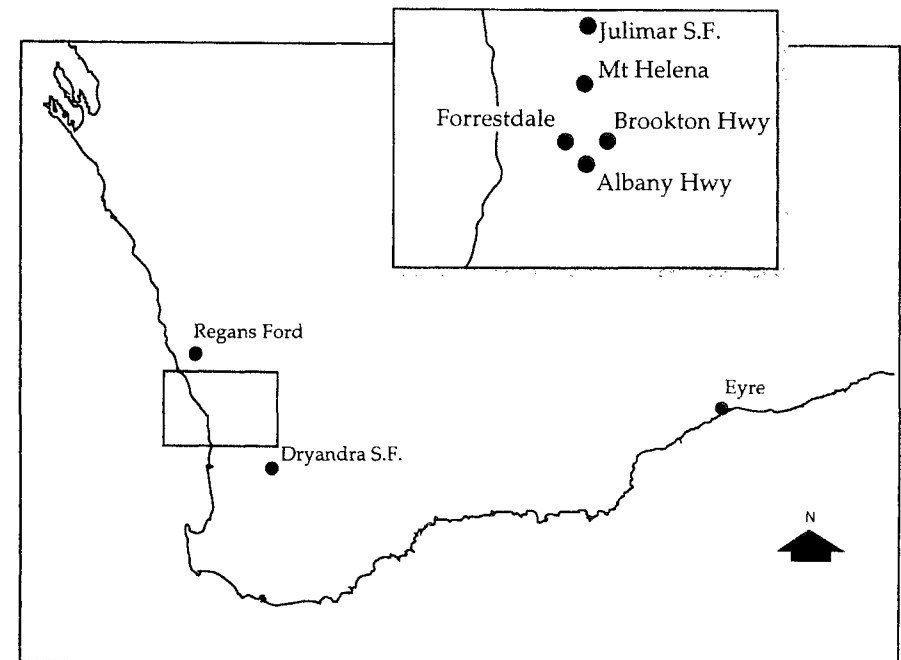 Julimar S.F.
Mt Helena
Forrestdale
Brookton Hwy
Albany Hwy
Regans Ford
Eyre
Dryandra S.F.
N